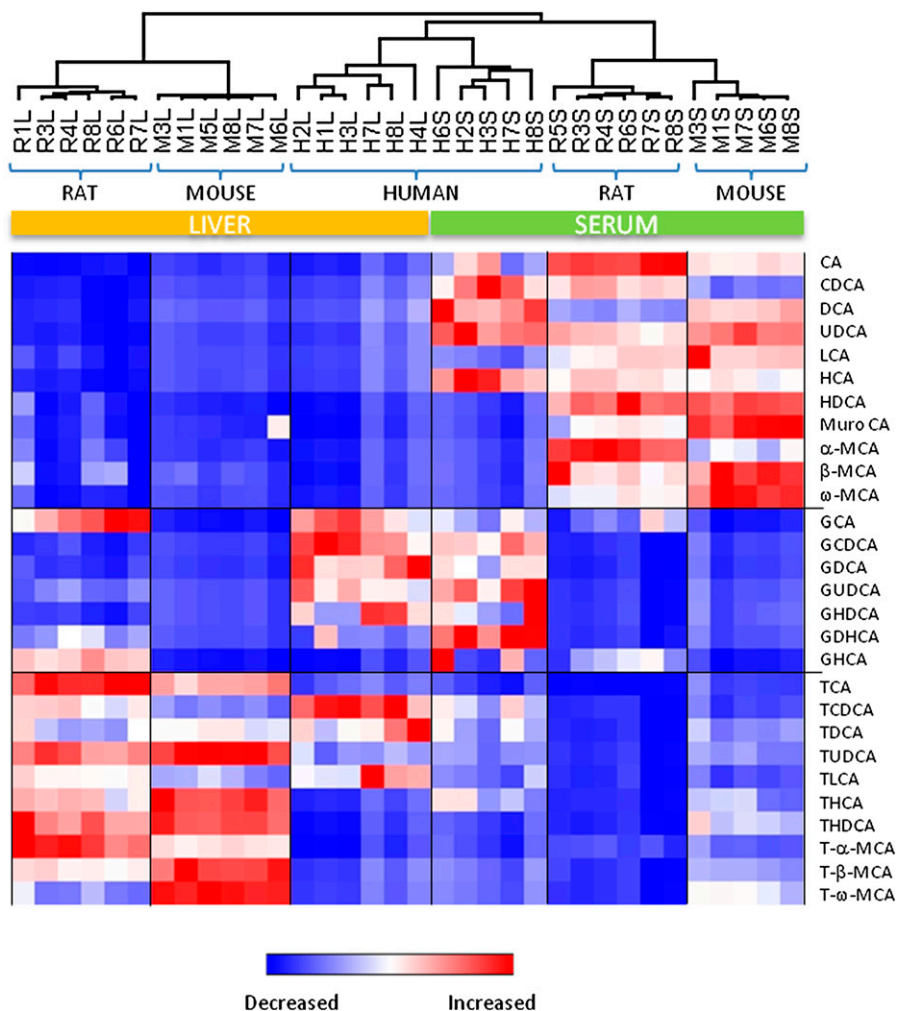 R1L R3L R4L R8L R6L R7L M3L M1L M5L M8L M7L M6L H2L H1L H3L H7L H8L H4L H6S H2S H3S H7S H8S R5S R3S R4S R6S R7S R8S M3S M1S M7S M6S M8S
RAT MOUSE HUMAN RAT MOUSE
LIVER SERUM
CA
CDCA
DCA
UDCA
LCA
HCA
HDCA
Muro CA
α-MCA
β-MCA
ω-MCA
GCA
GCDCA
GDCA
GUDCA
GHDCA
GDHCA
GHCA
TCA
TCDCA
TDCA
TUDCA
TLCA
THCA
THDCA
T-α-MCA
T-β-MCA
T-ω-MCA
Decreased Increased